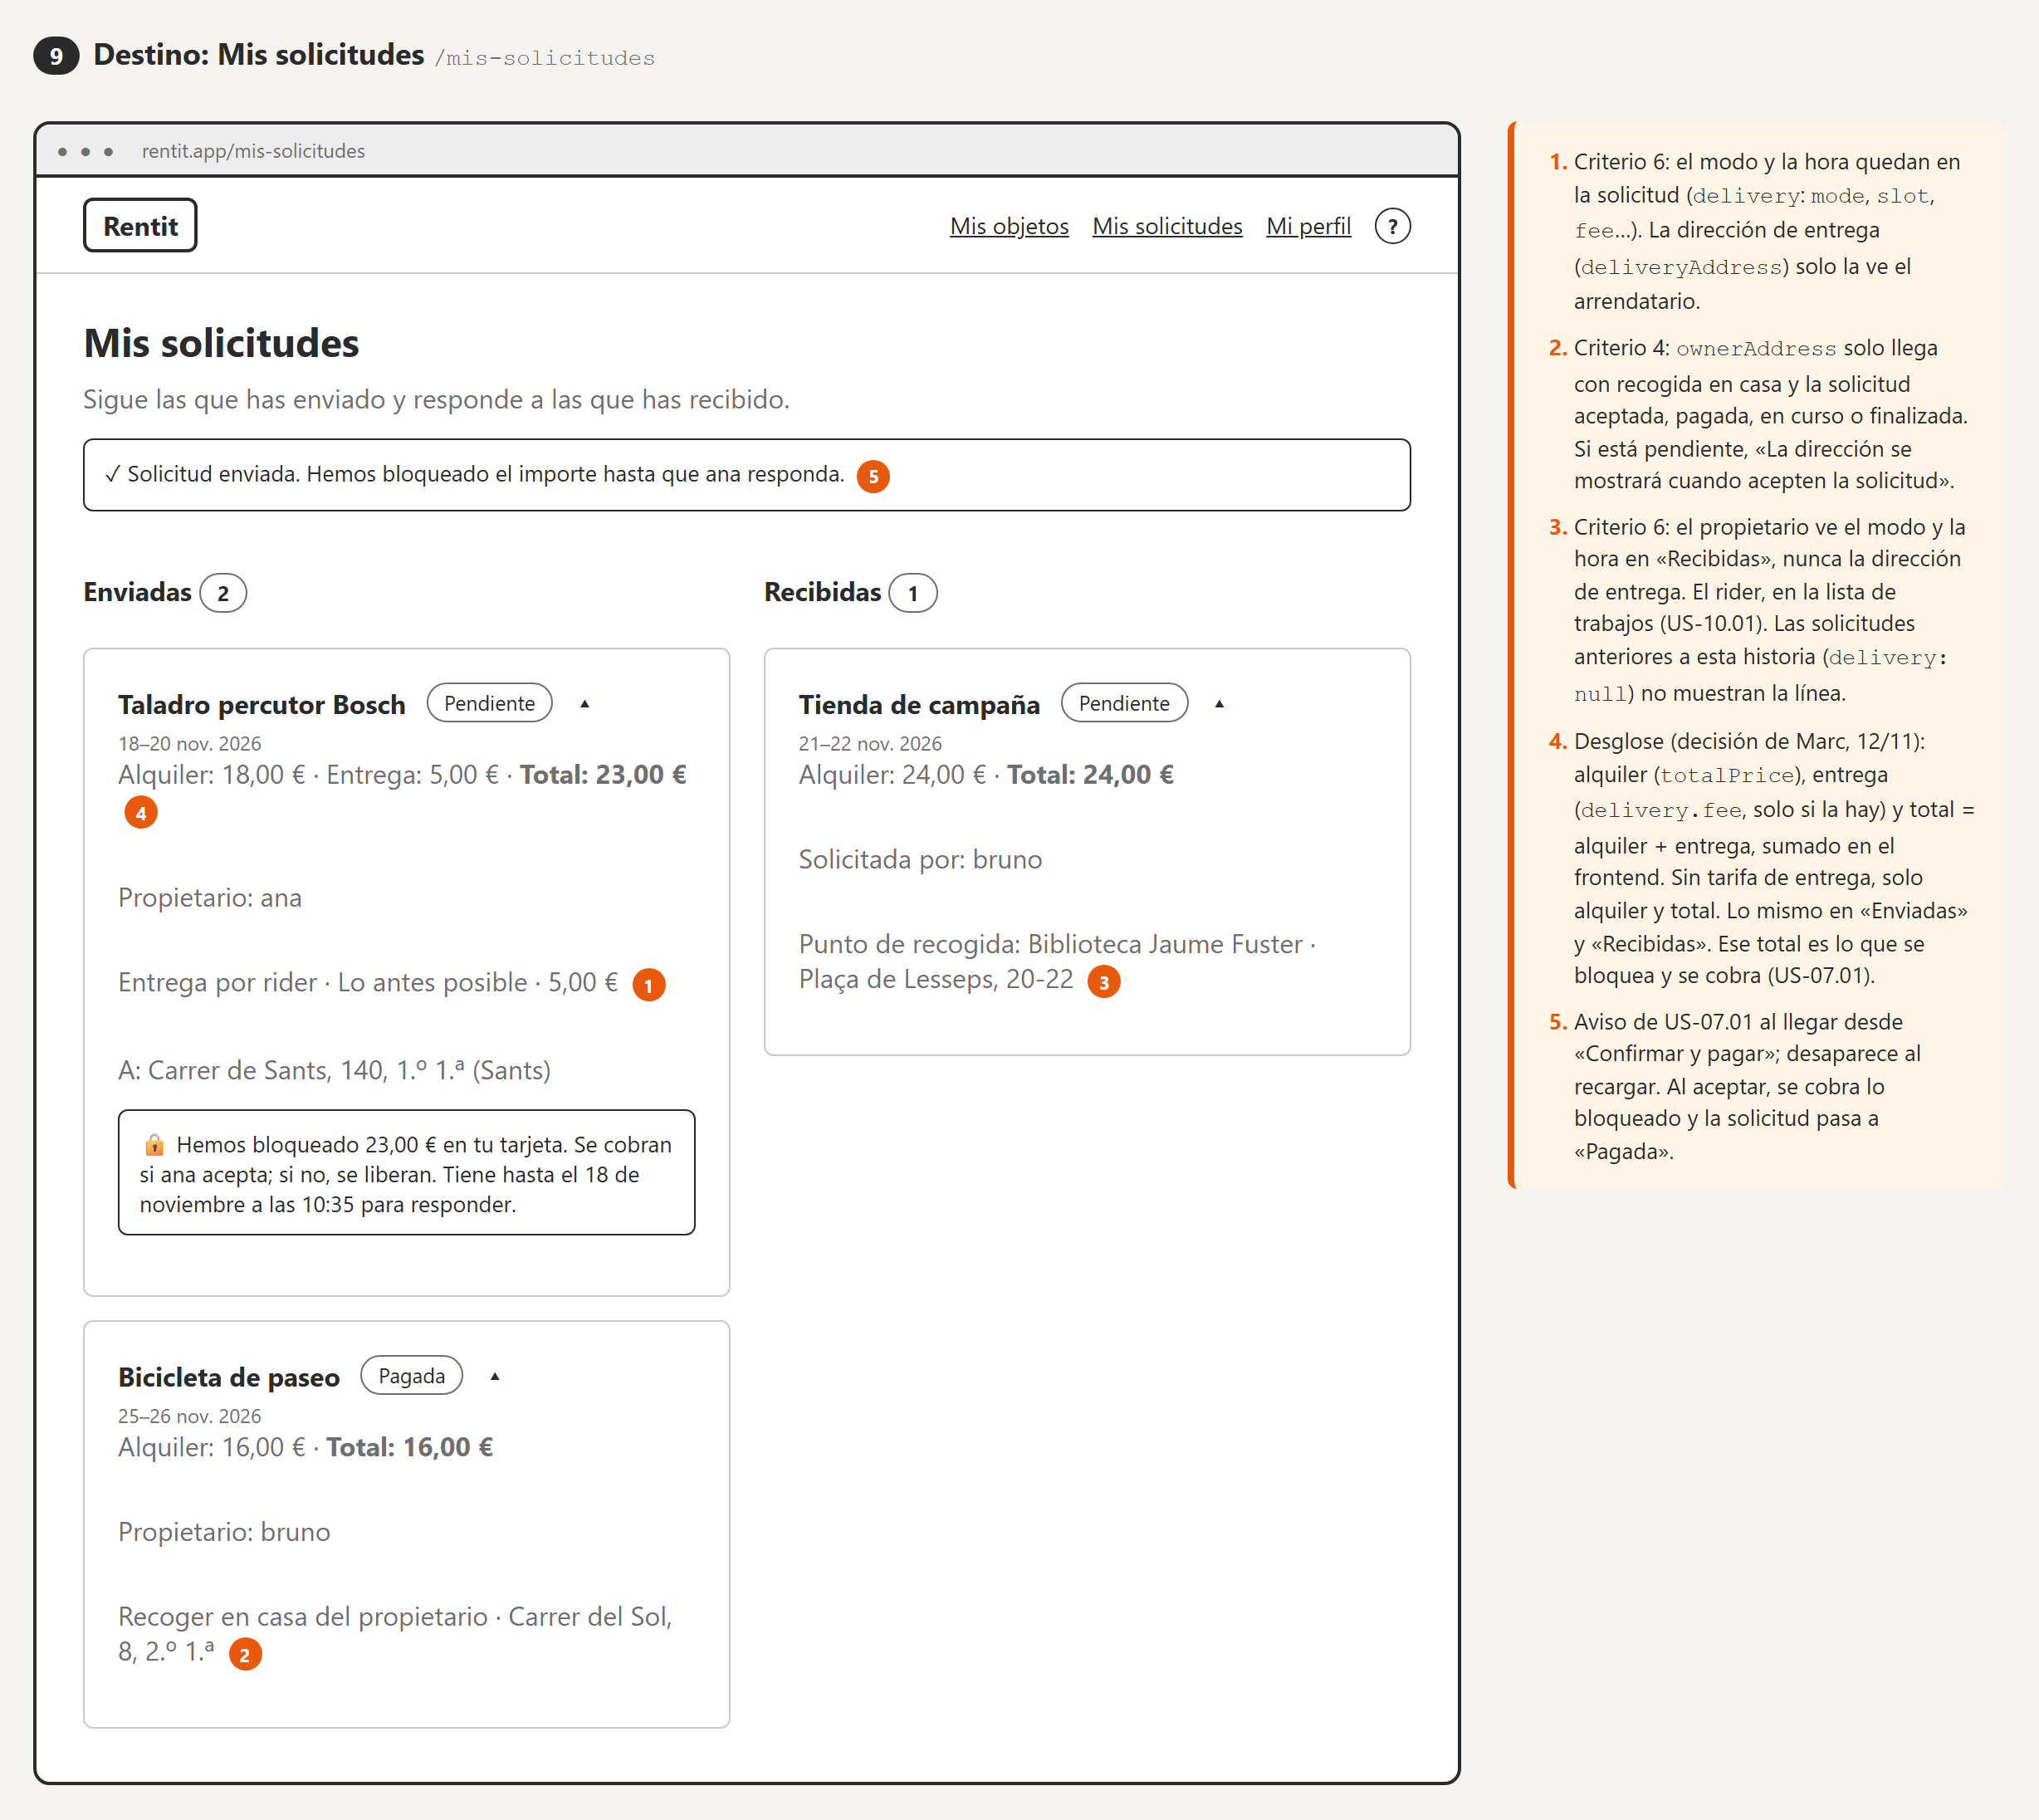 9 Destino: Mis solicitudes /mis-solicitudes
rentit.app/mis-solicitudes
Rentit
Mis objetos Mis solicitudes Mi perfil ?
Mis solicitudes
Sigue las que has enviado y responde a las que has recibido.
✓ Solicitud enviada. Hemos bloqueado el importe hasta que ana responda. 5
Enviadas 2
Taladro percutor Bosch Pendiente ▲
18–20 nov. 2026
Alquiler: 18,00 € · Entrega: 5,00 € · Total: 23,00 €
4
Propietario: ana
Entrega por rider · Lo antes posible · 5,00 € 1
A: Carrer de Sants, 140, 1.º 1.ª (Sants)
🔒 Hemos bloqueado 23,00 € en tu tarjeta. Se cobran
si ana acepta; si no, se liberan. Tiene hasta el 18 de
noviembre a las 10:35 para responder.
Bicicleta de paseo Pagada ▲
25–26 nov. 2026
Alquiler: 16,00 € · Total: 16,00 €
Propietario: bruno
Recoger en casa del propietario · Carrer del Sol,
8, 2.º 1.ª 2
Recibidas 1
Tienda de campaña Pendiente ▲
21–22 nov. 2026
Alquiler: 24,00 € · Total: 24,00 €
Solicitada por: bruno
Punto de recogida: Biblioteca Jaume Fuster ·
Plaça de Lesseps, 20-22 3
1. Criterio 6: el modo y la hora quedan en
la solicitud (delivery: mode, slot,
fee…). La dirección de entrega
(deliveryAddress) solo la ve el
arrendatario.
2. Criterio 4: ownerAddress solo llega
con recogida en casa y la solicitud
aceptada, pagada, en curso o finalizada.
Si está pendiente, «La dirección se
mostrará cuando acepten la solicitud».
3. Criterio 6: el propietario ve el modo y la
hora en «Recibidas», nunca la dirección
de entrega. El rider, en la lista de
trabajos (US-10.01). Las solicitudes
anteriores a esta historia (delivery:
null) no muestran la línea.
4. Desglose (decisión de Marc, 12/11):
alquiler (totalPrice), entrega
(delivery.fee, solo si la hay) y total =
alquiler + entrega, sumado en el
frontend. Sin tarifa de entrega, solo
alquiler y total. Lo mismo en «Enviadas»
y «Recibidas». Ese total es lo que se
bloquea y se cobra (US-07.01).
5. Aviso de US-07.01 al llegar desde
«Confirmar y pagar»; desaparece al
recargar. Al aceptar, se cobra lo
bloqueado y la solicitud pasa a
«Pagada».